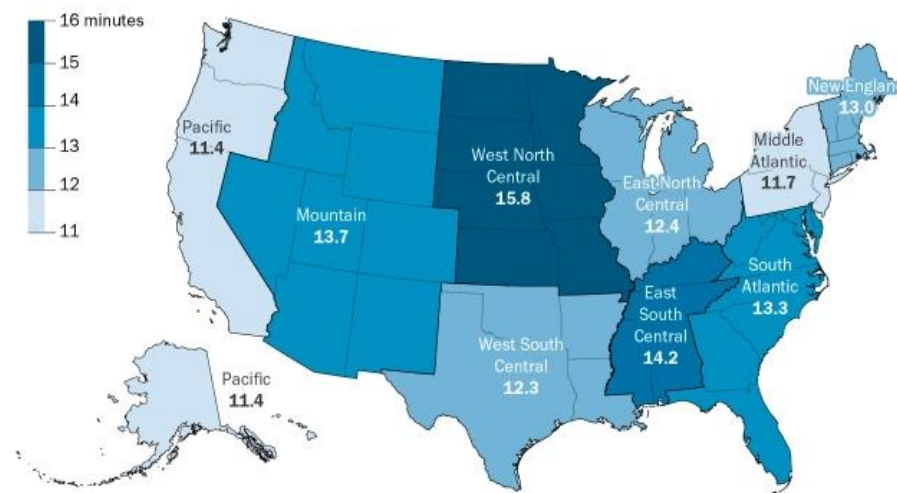 16 minutes
15
14
13
12
11
Pacific
11.4
Mountain
13.7
West North
Central
15.8
East North
Central
12.4
New England
13.0
Middle
Atlantic
11.7
South
Atlantic
13.3
East
South
Central
14.2
West South
Central
12.3
Pacific
11.4